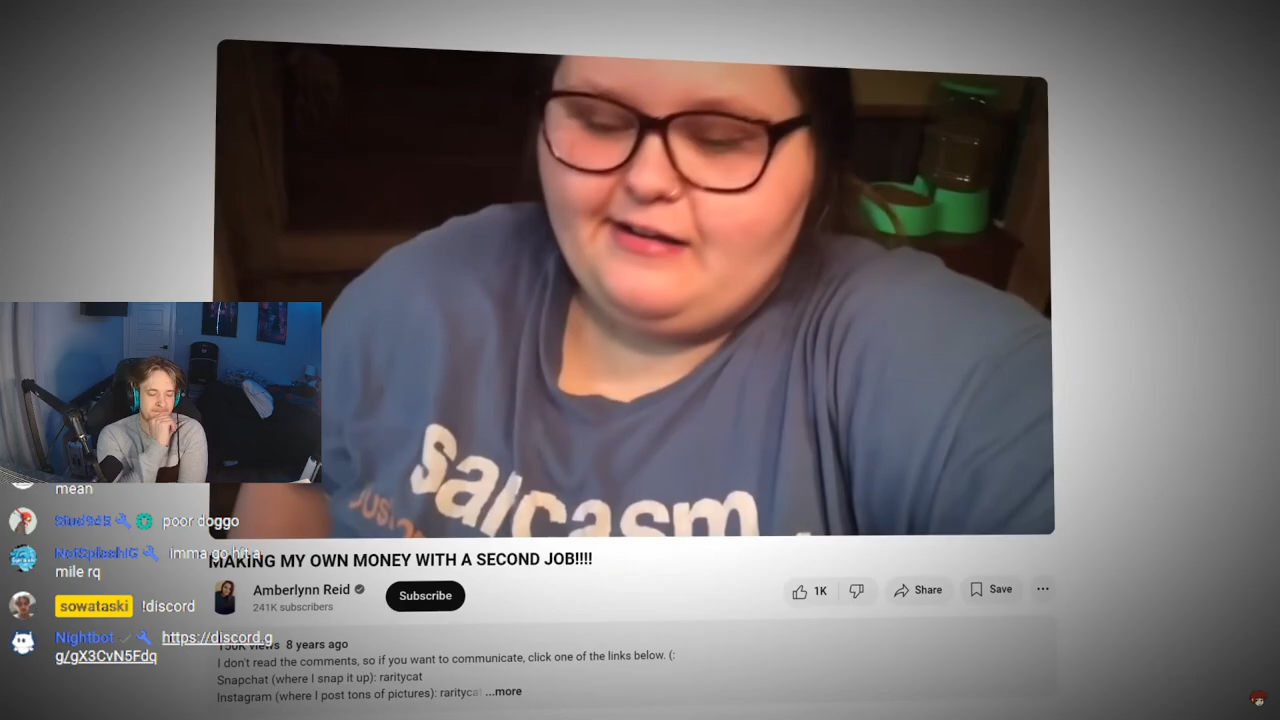 sarcasm
JUST
MAKING MY OWN MONEY WITH A SECOND JOB!!!!
Amberlynn Reid
241K subscribers
Subscribe
1K
Share
Save
150K views 8 years ago
I don't read the comments, so if you want to communicate, click one of the links below. (:
Snapchat (where I snap it up): raritycat
Instagram (where I post tons of pictures): raritycat ...more
mean
poor doggo
imma go hit a
mile rq
sowataski !discord
Nightbot https://discord.g
g/gX3CvN5Fdq